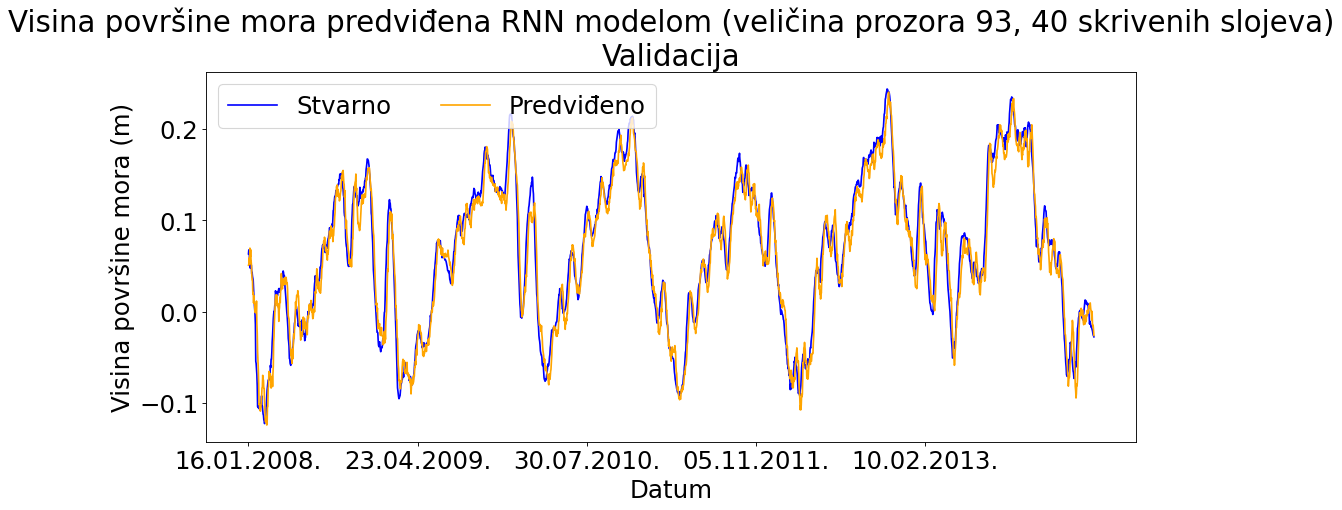 Visina površine mora predviđena RNN modelom (veličina prozora 93, 40 skrivenih slojeva)
Validacija
Stvarno Predviđeno
Visina površine mora (m)
0.2
0.1
0.0
−0.1
16.01.2008. 23.04.2009. 30.07.2010. 05.11.2011. 10.02.2013.
Datum